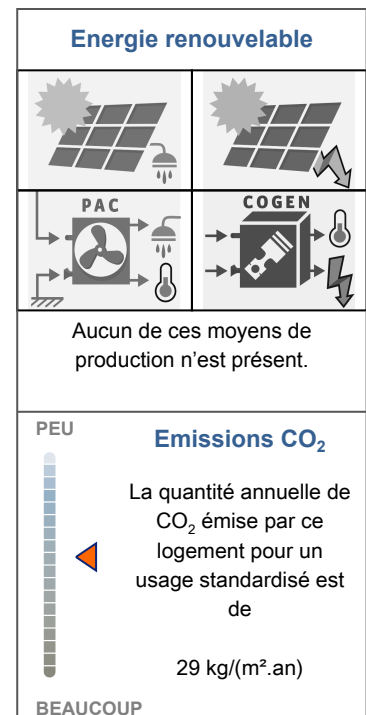 Energie renouvelable
PAC
COGEN
Aucun de ces moyens de
production n'est présent.
PEU
Emissions CO₂
La quantité annuelle de
CO₂ émise par ce
logement pour un
usage standardisé est
de
29 kg/(m².an)
BEAUCOUP